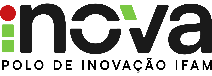 inova
POLO DE INOVAÇÃO IFAM